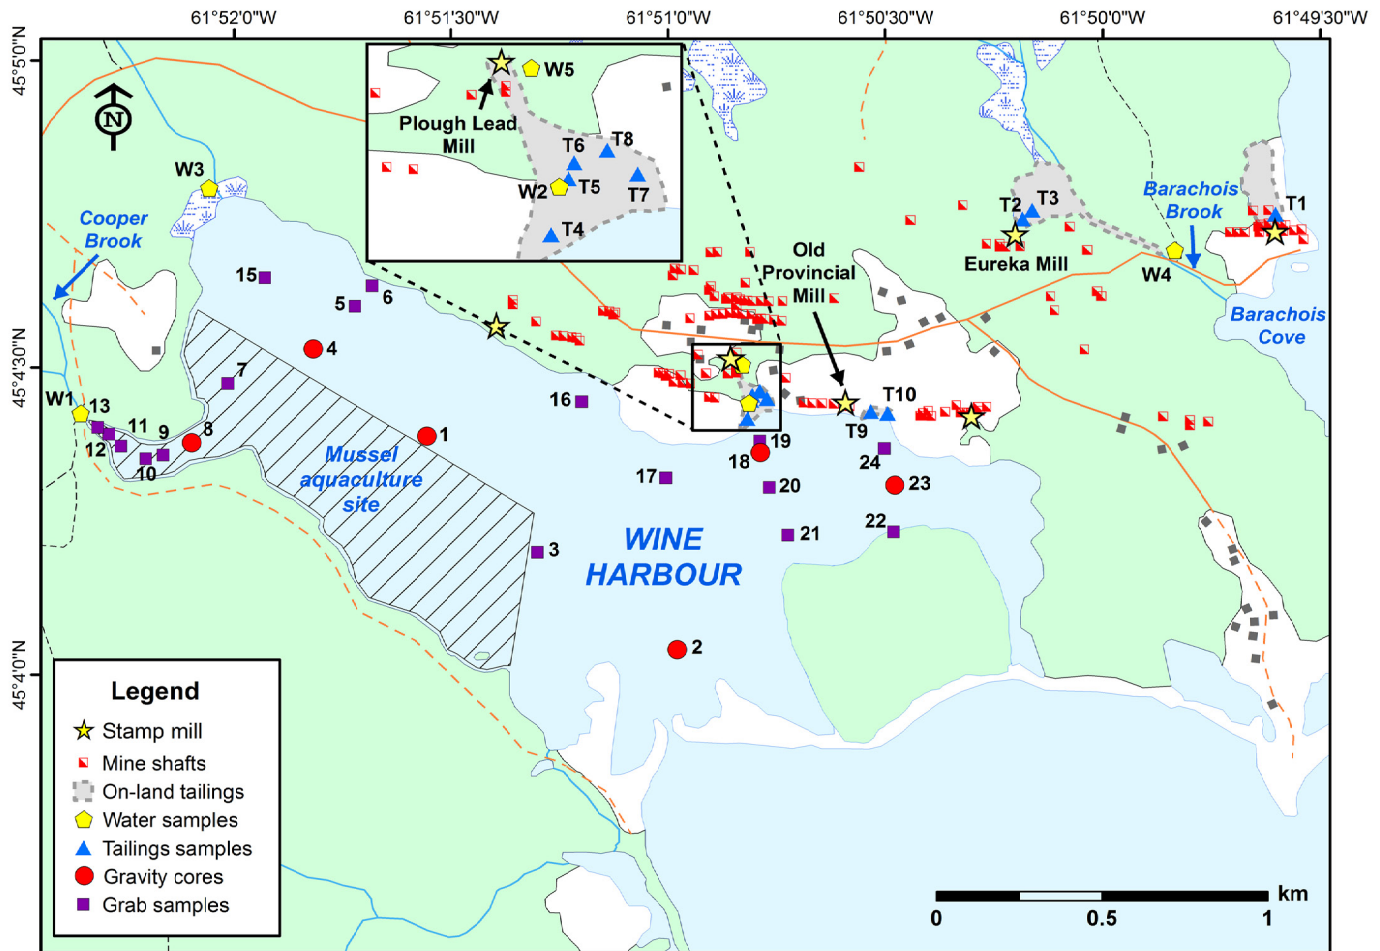 61°52'0"W
61°51'30"W
61°51'0"W
61°50'30"W
61°50'0"W
61°49'30"W
45°5'0"N
45°4'30"N
45°4'0"N
N
W5
Plough Lead
Mill
T6
T8
W2
T5
T7
T4
W3
Cooper
Brook
15
5
6
4
7
W1
13
11
12
9
8
10
1
Mussel
aquaculture
site
3
16
17
18
19
20
21
22
23
24
2
WINE
HARBOUR
Old
Provincial
Mill
T9
T10
T2
T3
Eureka Mill
Barachois
Brook
T1
W4
Barachois
Cove
Legend
Stamp mill
Mine shafts
On-land tailings
Water samples
Tailings samples
Gravity cores
Grab samples
km
0
0.5
1